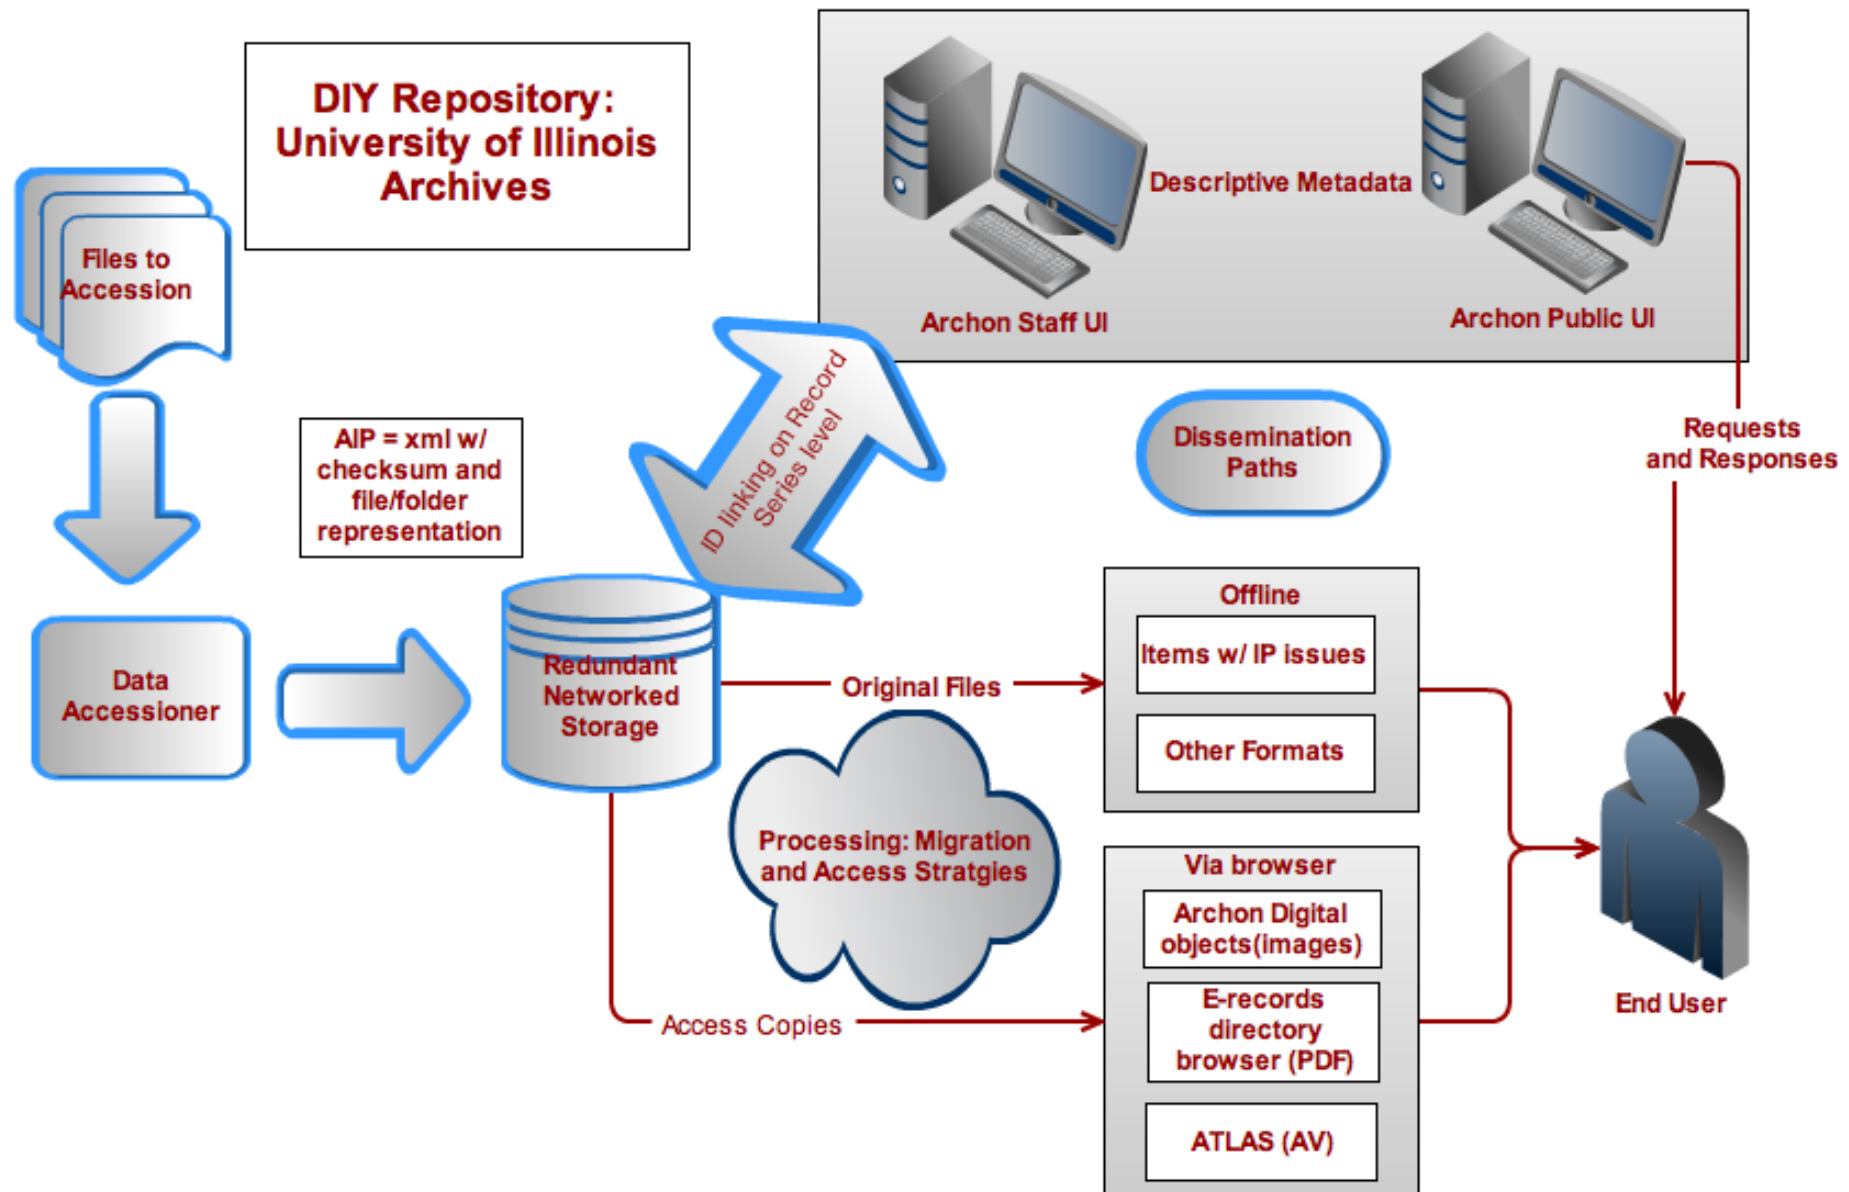 DIY Repository:
University of Illinois
Archives
Files to
Accession
Descriptive Metadata
Archon Staff UI
Archon Public UI
ID linking on Record
Series level
AIP = xml w/
checksum and
file/folder
representation
Dissemination
Paths
Requests
and Responses
Data
Accessioner
Redundant
Networked
Storage
Original Files
Offline
Items w/ IP issues
Other Formats
Processing: Migration
and Access Stratgies
Access Copies
Via browser
Archon Digital
objects(images)
E-records
directory
browser (PDF)
ATLAS (AV)
End User